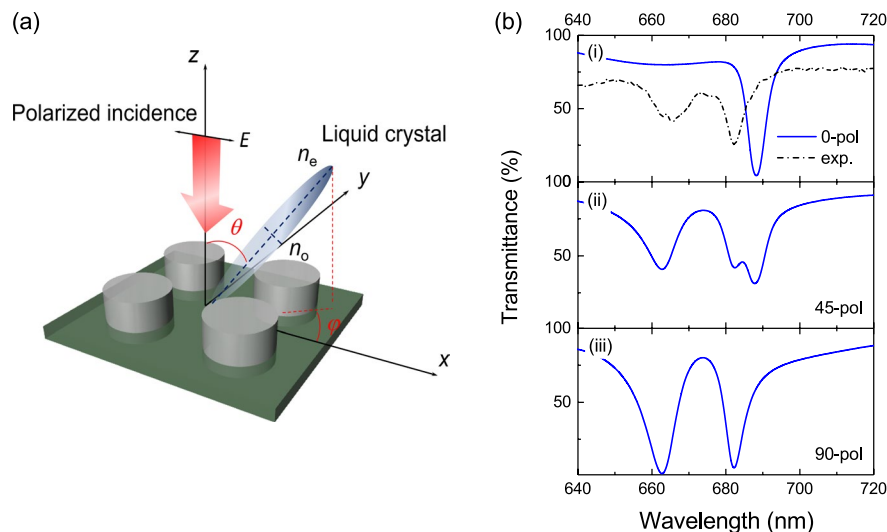 (a)
z
Polarized incidence
E
Liquid crystal
nₑ
y
θ
nₒ
φ
x
(b)
640 660 680 700 720
100
(i)
50
0-pol
exp.
0
100
(ii)
50
45-pol
100
(iii)
50
90-pol
640 660 680 700 720
Transmittance (%)
Wavelength (nm)